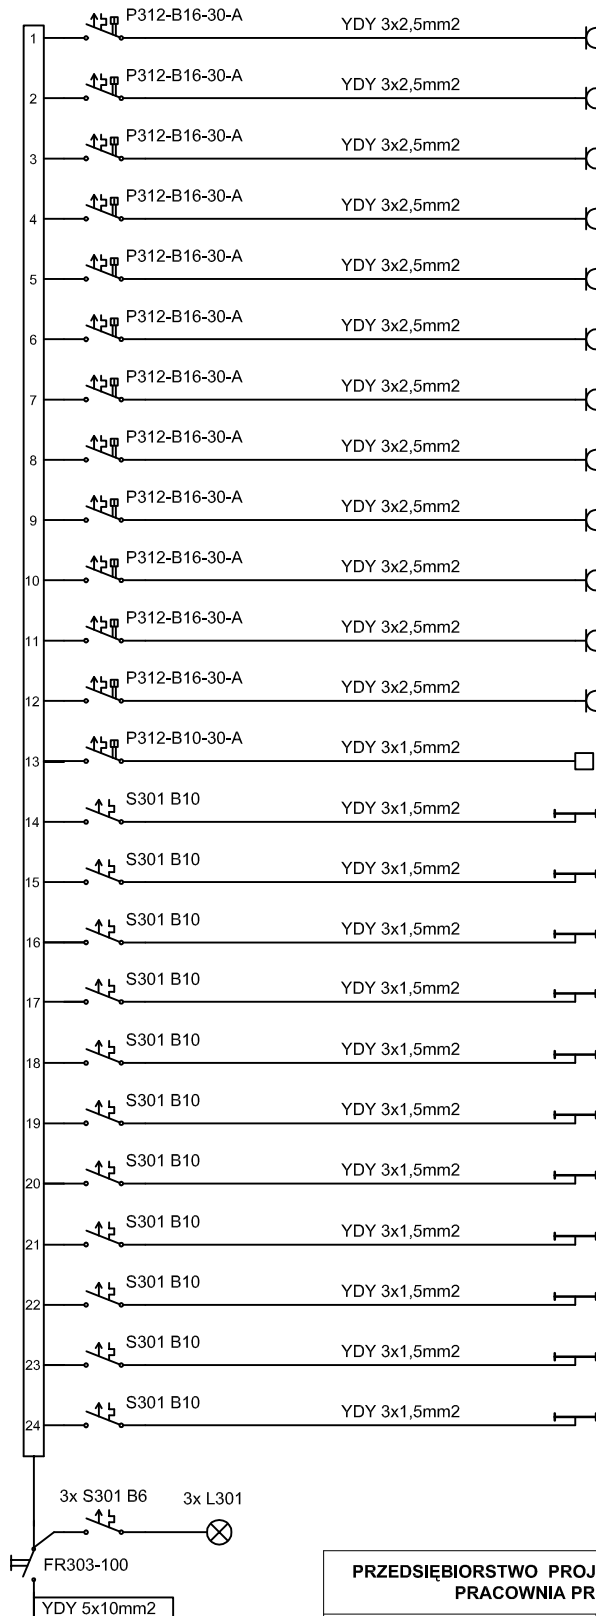 1 P312-B16-30-A YDY 3x2,5mm2
2 P312-B16-30-A YDY 3x2,5mm2
3 P312-B16-30-A YDY 3x2,5mm2
4 P312-B16-30-A YDY 3x2,5mm2
5 P312-B16-30-A YDY 3x2,5mm2
6 P312-B16-30-A YDY 3x2,5mm2
7 P312-B16-30-A YDY 3x2,5mm2
8 P312-B16-30-A YDY 3x2,5mm2
9 P312-B16-30-A YDY 3x2,5mm2
10 P312-B16-30-A YDY 3x2,5mm2
11 P312-B16-30-A YDY 3x2,5mm2
12 P312-B16-30-A YDY 3x2,5mm2
13 P312-B10-30-A YDY 3x1,5mm2
14 S301 B10 YDY 3x1,5mm2
15 S301 B10 YDY 3x1,5mm2
16 S301 B10 YDY 3x1,5mm2
17 S301 B10 YDY 3x1,5mm2
18 S301 B10 YDY 3x1,5mm2
19 S301 B10 YDY 3x1,5mm2
20 S301 B10 YDY 3x1,5mm2
21 S301 B10 YDY 3x1,5mm2
22 S301 B10 YDY 3x1,5mm2
23 S301 B10 YDY 3x1,5mm2
24 S301 B10 YDY 3x1,5mm2
3x S301 B6 3x L301
FR303-100
YDY 5x10mm2
PRZEDSIĘBIORSTWO PROJ
PRACOWNIA PR